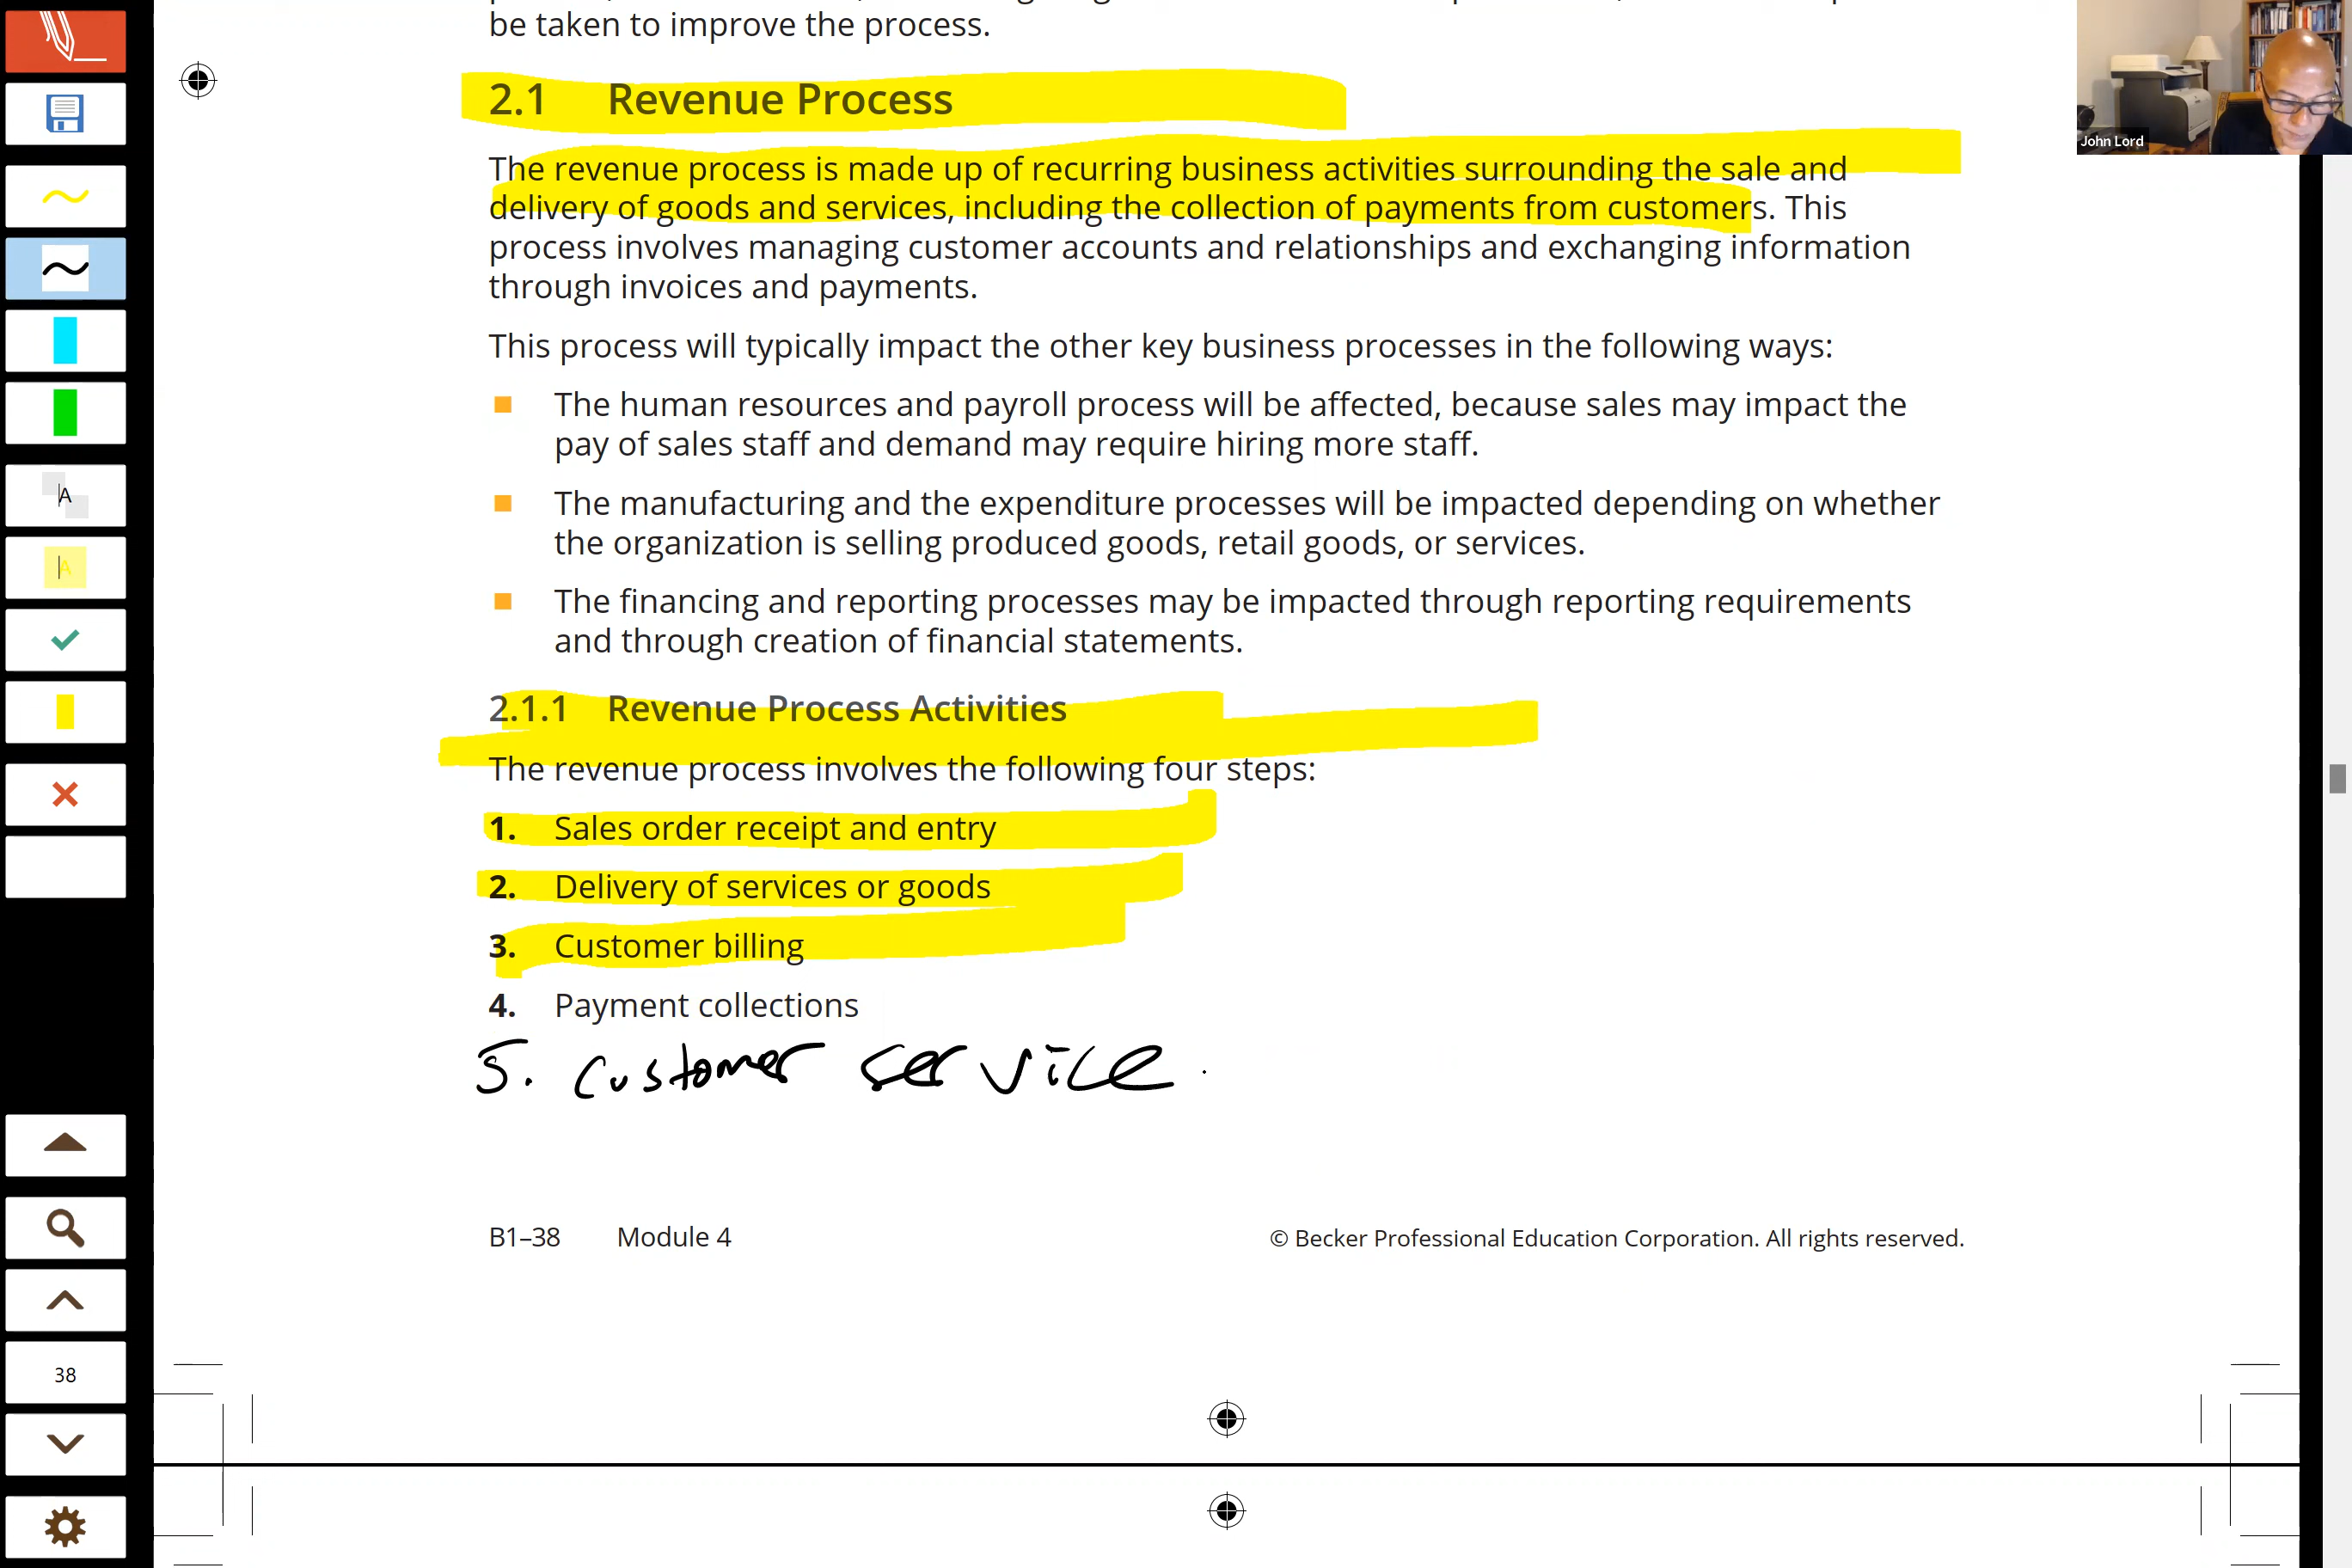 be taken to improve the process.
2.1 Revenue Process
The revenue process is made up of recurring business activities surrounding the sale and
delivery of goods and services, including the collection of payments from customers. This
process involves managing customer accounts and relationships and exchanging information
through invoices and payments.
This process will typically impact the other key business processes in the following ways:
The human resources and payroll process will be affected, because sales may impact the
pay of sales staff and demand may require hiring more staff.
The manufacturing and the expenditure processes will be impacted depending on whether
the organization is selling produced goods, retail goods, or services.
The financing and reporting processes may be impacted through reporting requirements
and through creation of financial statements.
2.1.1 Revenue Process Activities
The revenue process involves the following four steps:
1. Sales order receipt and entry
2. Delivery of services or goods
3. Customer billing
4. Payment collections
5. Customer service.
B1–38 Module 4 © Becker Professional Education Corporation. All rights reserved.
John Lord
A
A
38